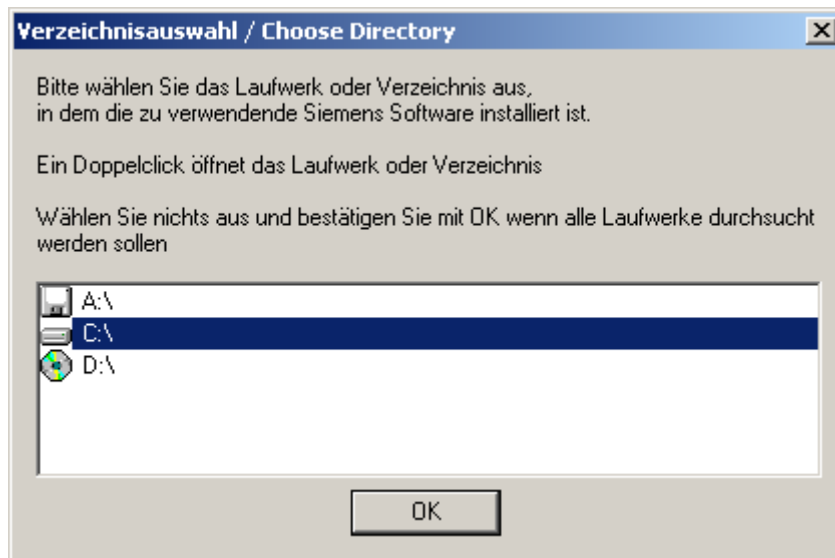 Verzeichnisauswahl / Choose Directory
Bitte wählen Sie das Laufwerk oder Verzeichnis aus,
in dem die zu verwendende Siemens Software installiert ist.
Ein Doppelclick öffnet das Laufwerk oder Verzeichnis
Wählen Sie nichts aus und bestätigen Sie mit OK wenn alle Laufwerke durchsucht
werden sollen
A:\
C:\
D:\
OK